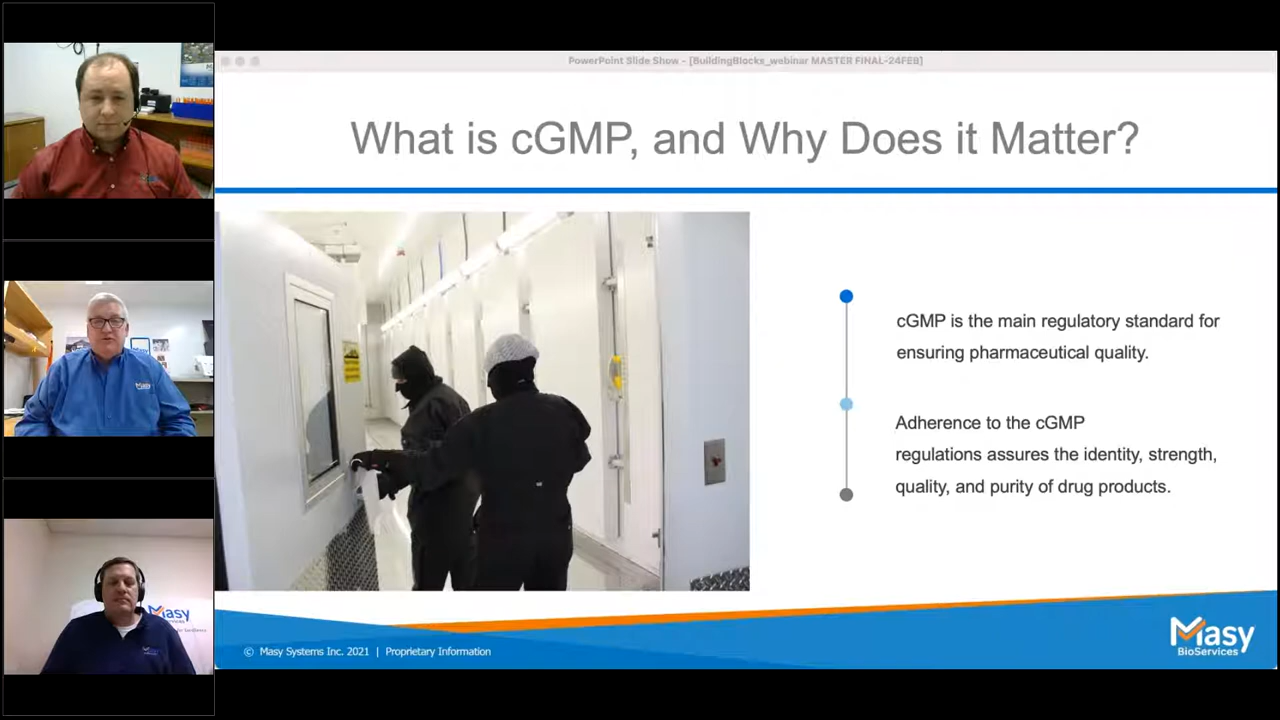 PowerPoint Slide Show - [BuildingBlocks_webinar MASTER FINAL-24FEB]
What is cGMP, and Why Does it Matter?
cGMP is the main regulatory standard for
ensuring pharmaceutical quality.
Adherence to the cGMP
regulations assures the identity, strength,
quality, and purity of drug products.
© Masy Systems Inc. 2021 | Proprietary Information
Masy
BioServices
Masy
Masy